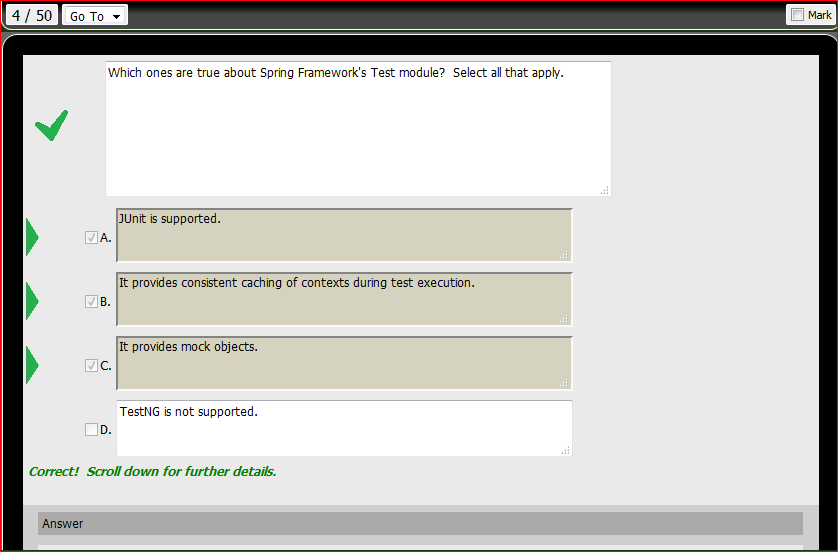 4 / 50 Go To Mark
Which ones are true about Spring Framework's Test module?  Select all that apply.
A. JUnit is supported.
B. It provides consistent caching of contexts during test execution.
C. It provides mock objects.
D. TestNG is not supported.
Correct!  Scroll down for further details.
Answer